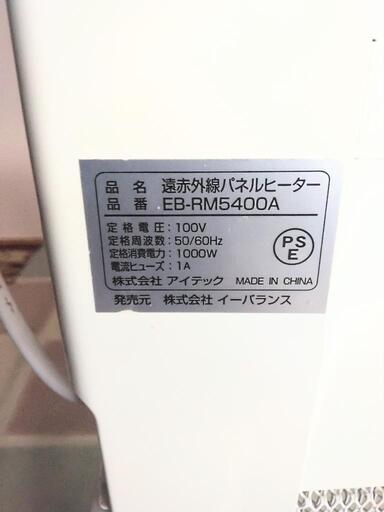 品名 遠赤外線パネルヒーター
品番 EB-RM5400A
定格電圧:100V
定格周波数:50/60Hz
定格消費電力:1000W
電流ヒューズ:1A
PS
E
株式会社 アイテック MADE IN CHINA
発売元 株式会社 イーバランス